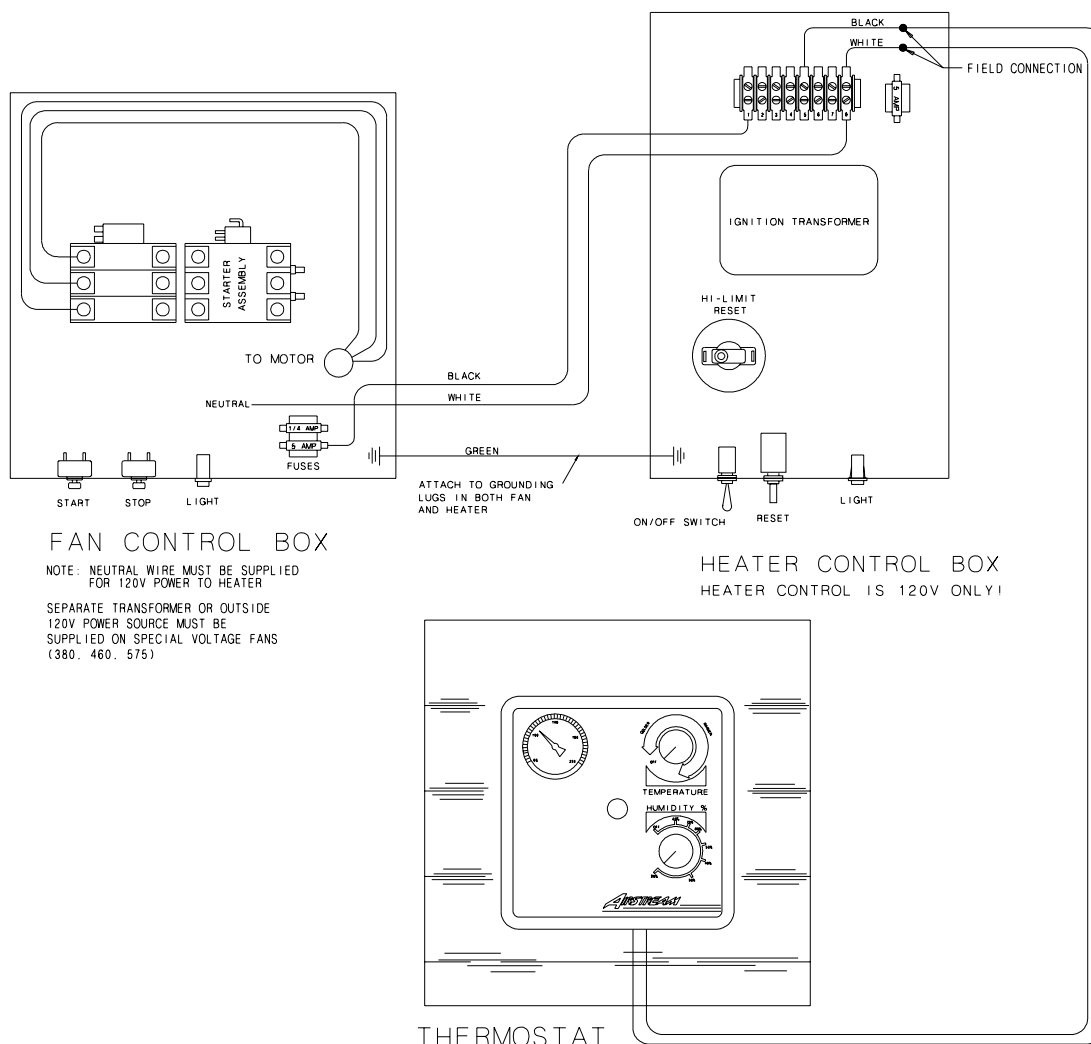 BLACK
WHITE
FIELD CONNECTION
1 2 3 4 5 6 7 8
5 AMP
IGNITION TRANSFORMER
HI-LIMIT
RESET
STARTER
ASSEMBLY
TO MOTOR
BLACK
NEUTRAL
WHITE
1/4 AMP
5 AMP
FUSES
GREEN
ATTACH TO GROUNDING
LUGS IN BOTH FAN
AND HEATER
START
STOP
LIGHT
ON/OFF SWITCH
RESET
LIGHT
FAN CONTROL BOX
NOTE: NEUTRAL WIRE MUST BE SUPPLIED
FOR 120V POWER TO HEATER
SEPARATE TRANSFORMER OR OUTSIDE
120V POWER SOURCE MUST BE
SUPPLIED ON SPECIAL VOLTAGE FANS
(380. 460. 575)
HEATER CONTROL BOX
HEATER CONTROL IS 120V ONLY!
OFF
TEMPERATURE
HUMIDITY %
AIRSTREAM
THERMOSTAT